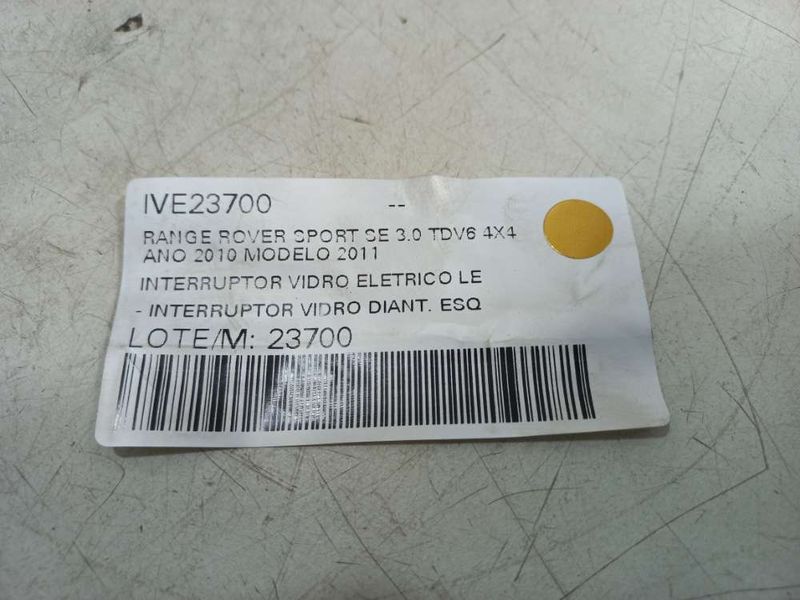 IVE23700 --
RANGE ROVER SPORT SE 3.0 TDV6 4X4
ANO 2010 MODELO 2011
INTERRUPTOR VIDRO ELETRICO LE
- INTERRUPTOR VIDRO DIANT. ESQ
LOTE/M: 23700